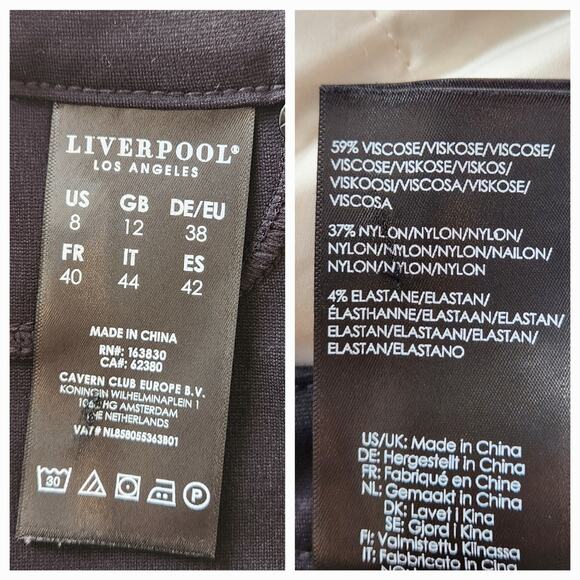 LIVERPOOL®
LOS ANGELES
US GB DE/EU
8 12 38
FR IT ES
40 44 42
MADE IN CHINA
RN#: 163830
CA#: 62380
CAVERN CLUB EUROPE B.V.
KONINGIN WILHELMINAPLEIN 1
1062HG AMSTERDAM
THE NETHERLANDS
VAT# NL858055363B01
30 P
59% VISCOSE/VISKOSE/VISCOSE/
VISCOSE/VISKOSE/VISKOS/
VISKOOSI/VISCOSA/VISKOSE/
VISCOSA
37% NYLON/NYLON/NYLON/
NYLON/NYLON/NYLON/NAILON/
NYLON/NYLON/NYLON
4% ELASTANE/ELASTAN/
ÉLASTHANNE/ELASTAAN/ELASTAN/
ELASTAN/ELASTAANI/ELASTAN/
ELASTAN/ELASTANO
US/UK: Made in China
DE: Hergestellt in China
FR: Fabriqué en Chine
NL: Gemaakt in China
DK: Lavet i Kina
SE: Gjord i Kina
FI: Valmistettu Kiinassa
IT: Fabbricato in Cina